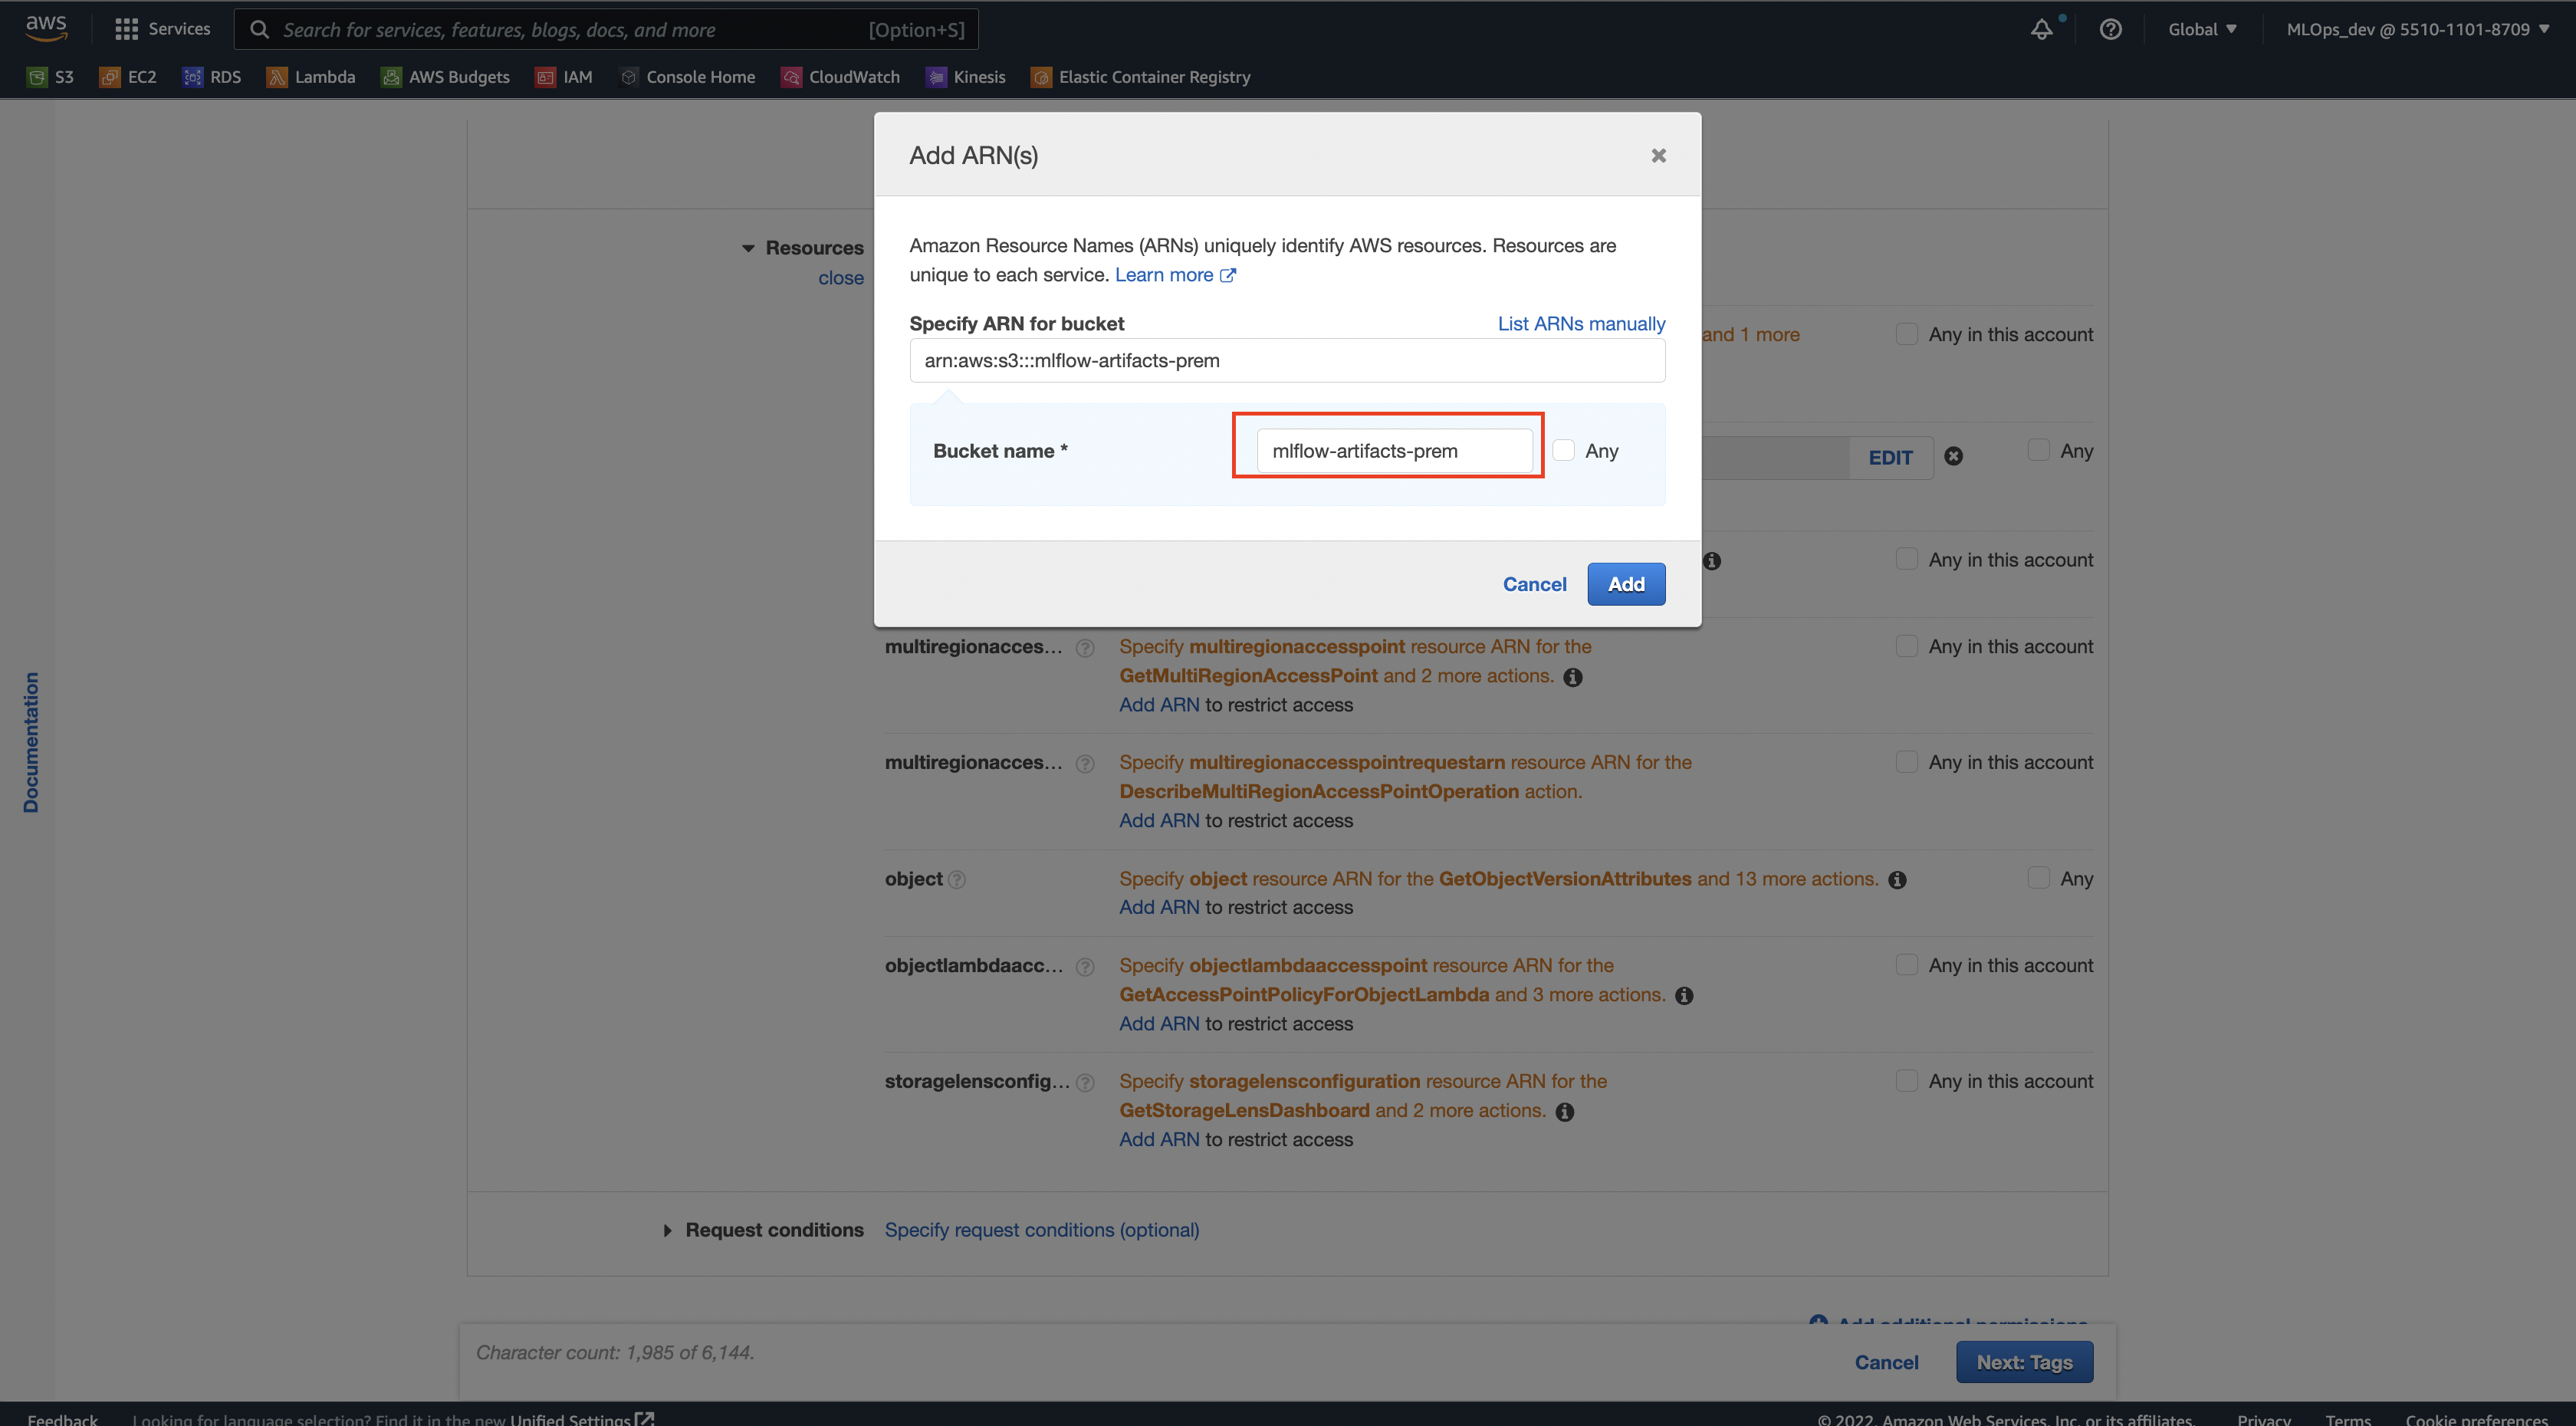 aws Services Search for services, features, blogs, docs, and more [Option+S] Global MLOps_dev @ 5510-1101-8709
S3 EC2 RDS Lambda AWS Budgets IAM Console Home CloudWatch Kinesis Elastic Container Registry
Documentation
Add ARN(s)
Amazon Resource Names (ARNs) uniquely identify AWS resources. Resources are
unique to each service. Learn more
Specify ARN for bucket List ARNs manually
arn:aws:s3:::mlflow-artifacts-prem
Bucket name * mlflow-artifacts-prem Any
Cancel Add
Resources
close
and 1 more Any in this account
EDIT Any
Any in this account
multiregionacces... Specify multiregionaccesspoint resource ARN for the Any in this account
GetMultiRegionAccessPoint and 2 more actions.
Add ARN to restrict access
multiregionacces... Specify multiregionaccesspointrequestarn resource ARN for the Any in this account
DescribeMultiRegionAccessPointOperation action.
Add ARN to restrict access
object Specify object resource ARN for the GetObjectVersionAttributes and 13 more actions. Any
Add ARN to restrict access
objectlambdaacc... Specify objectlambdaaccesspoint resource ARN for the Any in this account
GetAccessPointPolicyForObjectLambda and 3 more actions.
Add ARN to restrict access
storagelensconfig... Specify storagelensconfiguration resource ARN for the Any in this account
GetStorageLensDashboard and 2 more actions.
Add ARN to restrict access
Request conditions Specify request conditions (optional)
Add additional permissions
Character count: 1,985 of 6,144. Cancel Next: Tags
Feedback Looking for language selection? Find it in the new Unified Settings © 2022, Amazon Web Services, Inc. or its affiliates. Privacy Terms Cookie preferences